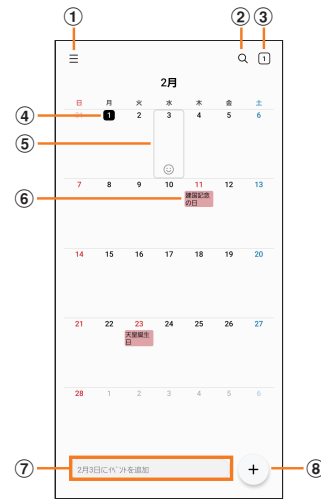 ① ② ③
1
2月
日 月 火 水 木 金 土
31 1 2 3 4 5 6
④
⑤
7 8 9 10 11 12 13
⑥ 建国記念
の日
14 15 16 17 18 19 20
21 22 23 24 25 26 27
天皇誕生
日
28 1 2 3 4 5 6
⑦ 2月3日にイベントを追加 + ⑧